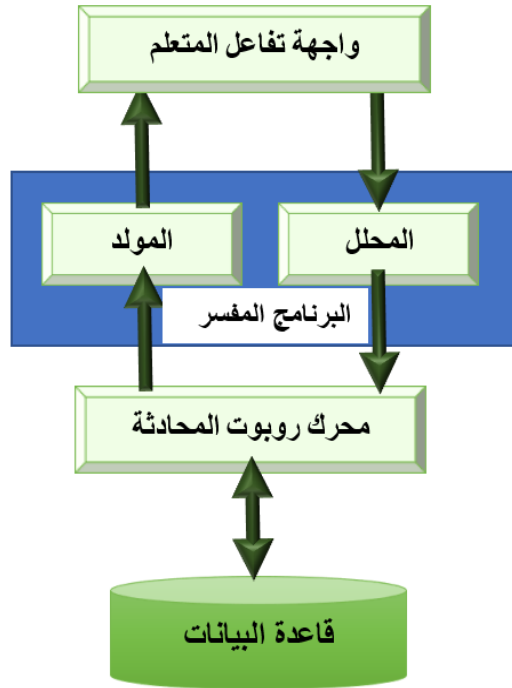 واجهة تفاعل المتعلم
المحلل
المولد
البرنامج المفسر
محرك روبوت المحادثة
قاعدة البيانات